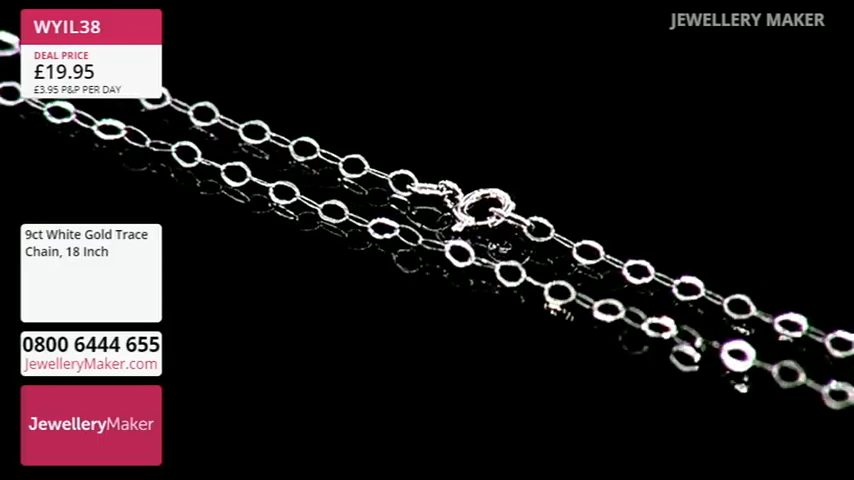 WYIL38
DEAL PRICE
£19.95
£3.95 P&P PER DAY
JEWELLERY MAKER
9ct White Gold Trace
Chain, 18 Inch
0800 6444 655
JewelleryMaker.com
JewelleryMaker